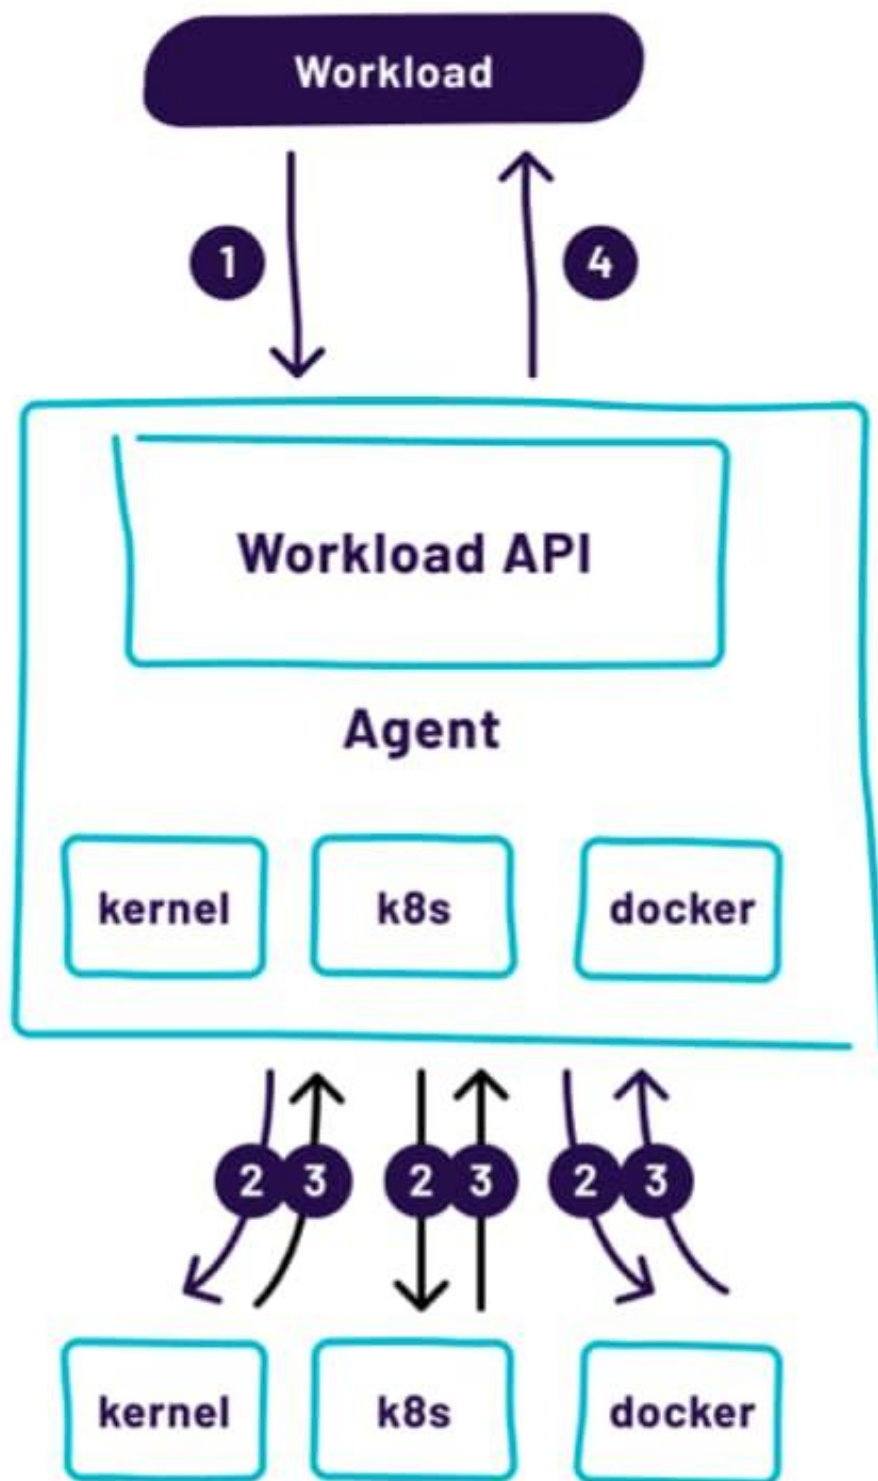 Workload
1
4
Workload API
Agent
kernel k8s docker
2 3 2 3 2 3
kernel k8s docker